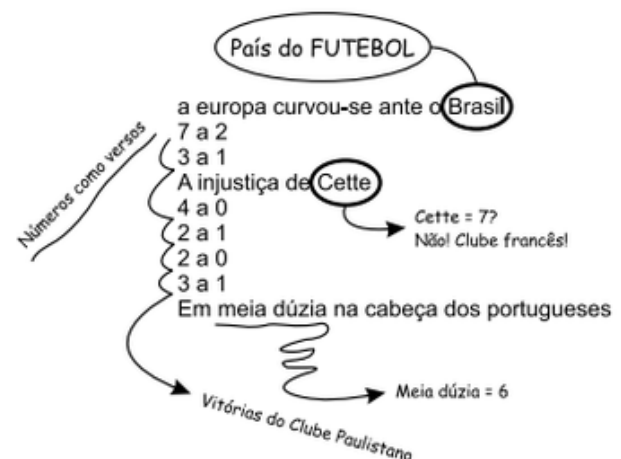 País do FUTEBOL
a europa curvou-se ante o Brasil
7 a 2
3 a 1
A injustiça de Cette
4 a 0
2 a 1
2 a 0
3 a 1
Em meia dúzia na cabeça dos portugueses
Números como versos
Cette = 7?
Não! Clube francês!
Meia dúzia = 6
Vitórias do Clube Paulistano